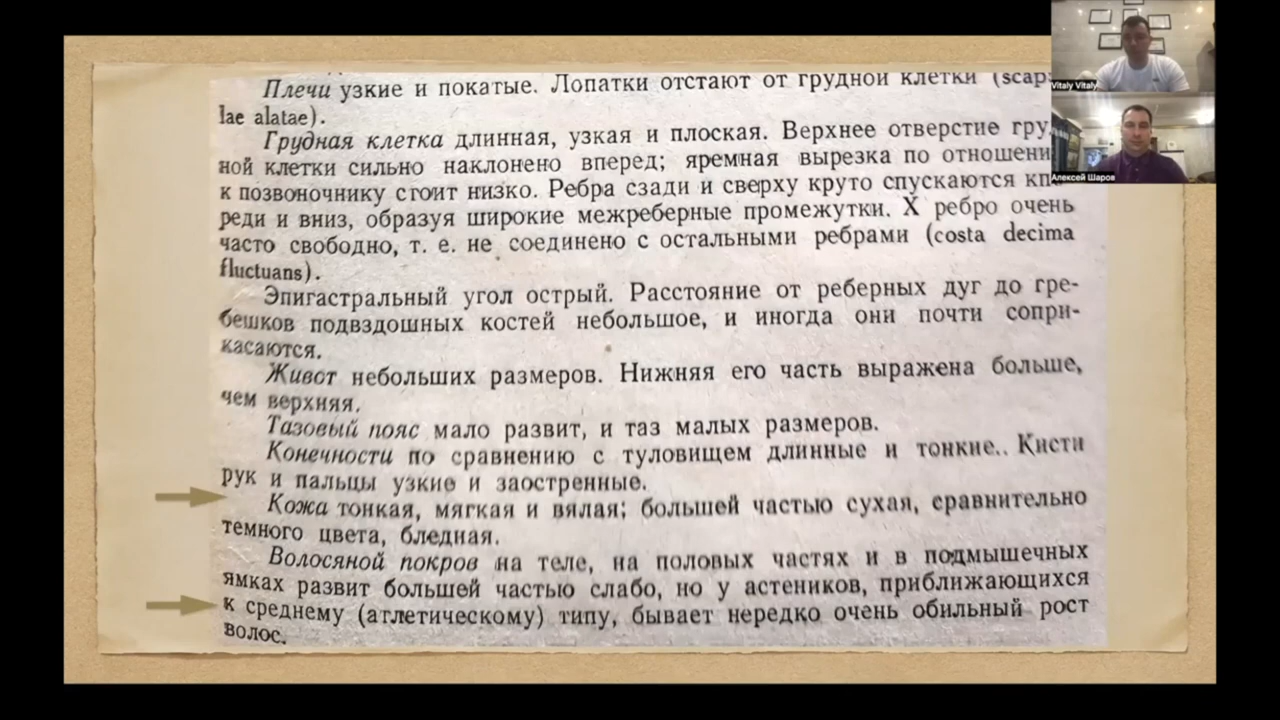 Плечи узкие и покатые. Лопатки отстают от грудной клетки (scap
lae alatae).
Грудная клетка длинная, узкая и плоская. Верхнее отверстие гру
ной клетки сильно наклонено вперед; яремная вырезка по отношени
к позвоночнику стоит низко. Ребра сзади и сверху круто спускаются кпе
реди и вниз, образуя широкие межреберные промежутки. X ребро очень
часто свободно, т. е. не соединено с остальными ребрами (costa decima
fluctuans).
Эпигастральный угол острый. Расстояние от реберных дуг до гре-
бешков подвздошных костей небольшое, и иногда они почти сопри-
касаются.
Живот небольших размеров. Нижняя его часть выражена больше,
чем верхняя.
Тазовый пояс мало развит, и таз малых размеров.
Конечности по сравнению с туловищем длинные и тонкие.. Кисти
рук и пальцы узкие и заостренные.
Кожа тонкая, мягкая и вялая; большей частью сухая, сравнительно
темного цвета, бледная.
Волосяной покров на теле, на половых частях и в подмышечных
ямках развит большей частью слабо, но у астеников, приближающихся
к среднему (атлетическому) типу, бывает нередко очень обильный рост
волос.
Vitaly Vitaly
Алексей Шаров